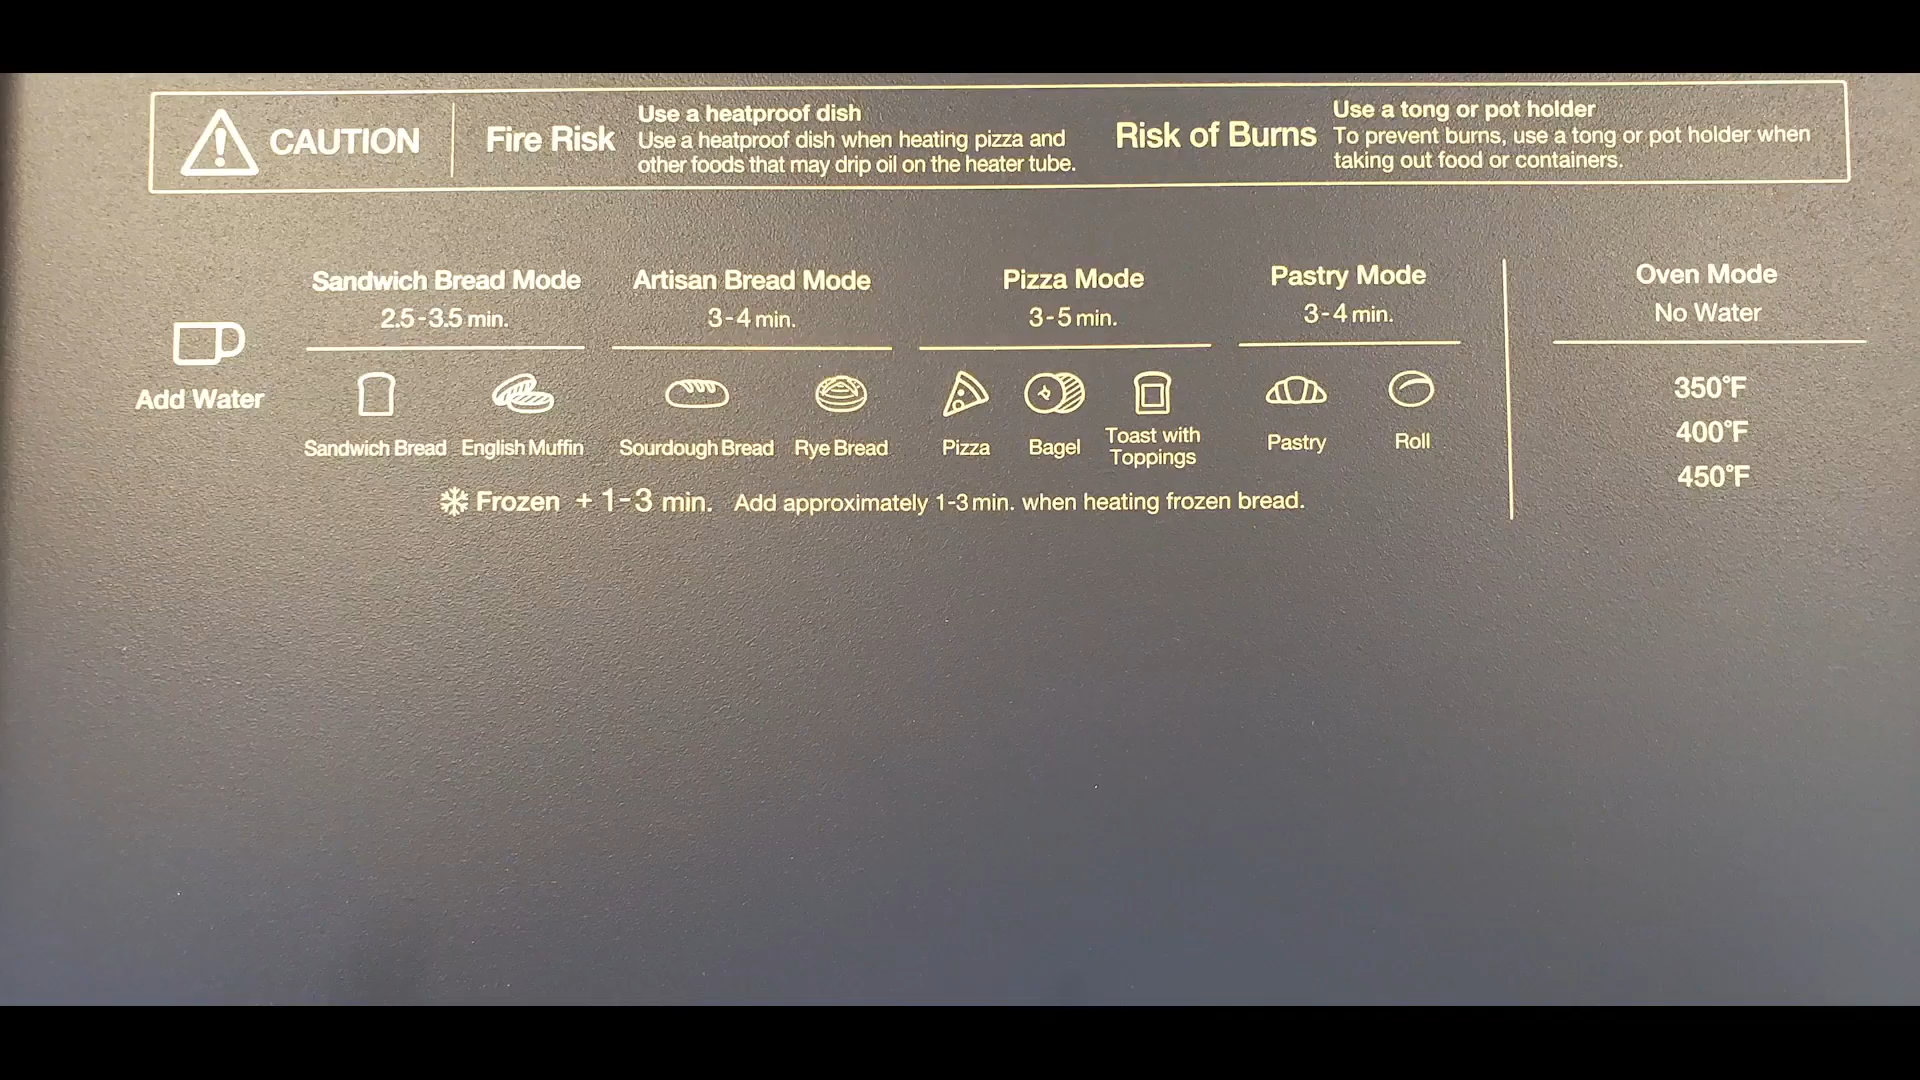 CAUTION
Fire Risk
Use a heatproof dish
Use a heatproof dish when heating pizza and
other foods that may drip oil on the heater tube.
Risk of Burns
Use a tong or pot holder
To prevent burns, use a tong or pot holder when
taking out food or containers.
Add Water
Sandwich Bread Mode
2.5-3.5 min.
Sandwich Bread
English Muffin
Artisan Bread Mode
3-4 min.
Sourdough Bread
Rye Bread
Pizza Mode
3-5 min.
Pizza
Bagel
Toast with
Toppings
Pastry Mode
3-4 min.
Pastry
Roll
Frozen + 1-3 min. Add approximately 1-3 min. when heating frozen bread.
Oven Mode
No Water
350°F
400°F
450°F